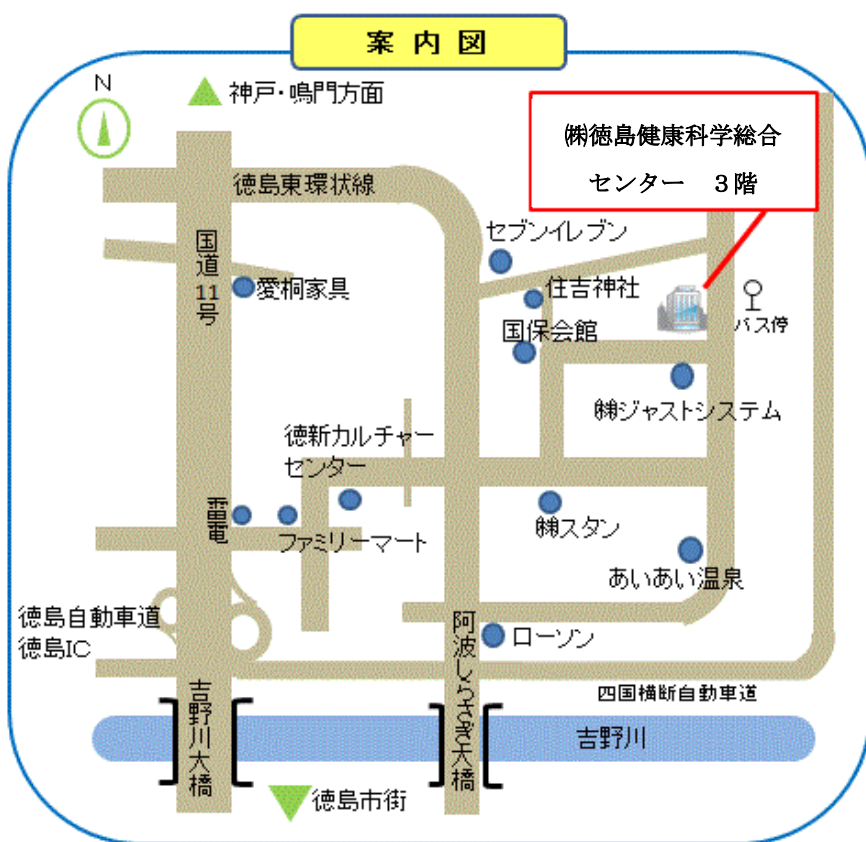 案 内 図
N
神戸・鳴門方面
㈱徳島健康科学総合
センター 3階
徳島東環状線
セブンイレブン
国道11号
愛桐家具
住吉神社
バス停
国保会館
㈱ジャストシステム
徳新カルチャー
センター
雷電
ファミリーマート
㈱スタン
あいあい温泉
徳島自動車道
徳島IC
阿波しらさぎ大橋
ローソン
四国横断自動車道
吉野川大橋
吉野川
徳島市街